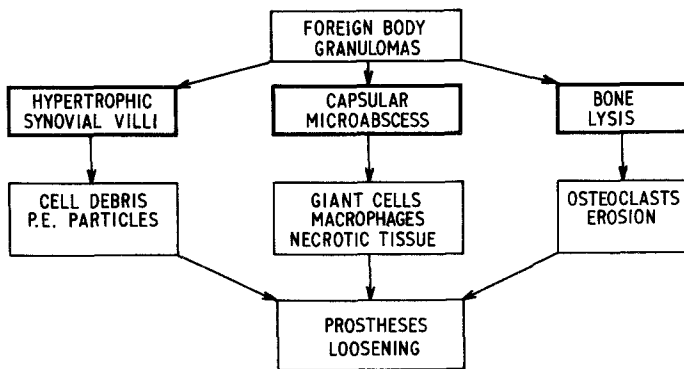 FOREIGN BODY
GRANULOMAS
HYPERTROPHIC
SYNOVIAL VILLI
CAPSULAR
MICROABSCESS
BONE
LYSIS
CELL DEBRIS
P.E. PARTICLES
GIANT CELLS
MACROPHAGES
NECROTIC TISSUE
OSTEOCLASTS
EROSION
PROSTHESES
LOOSENING